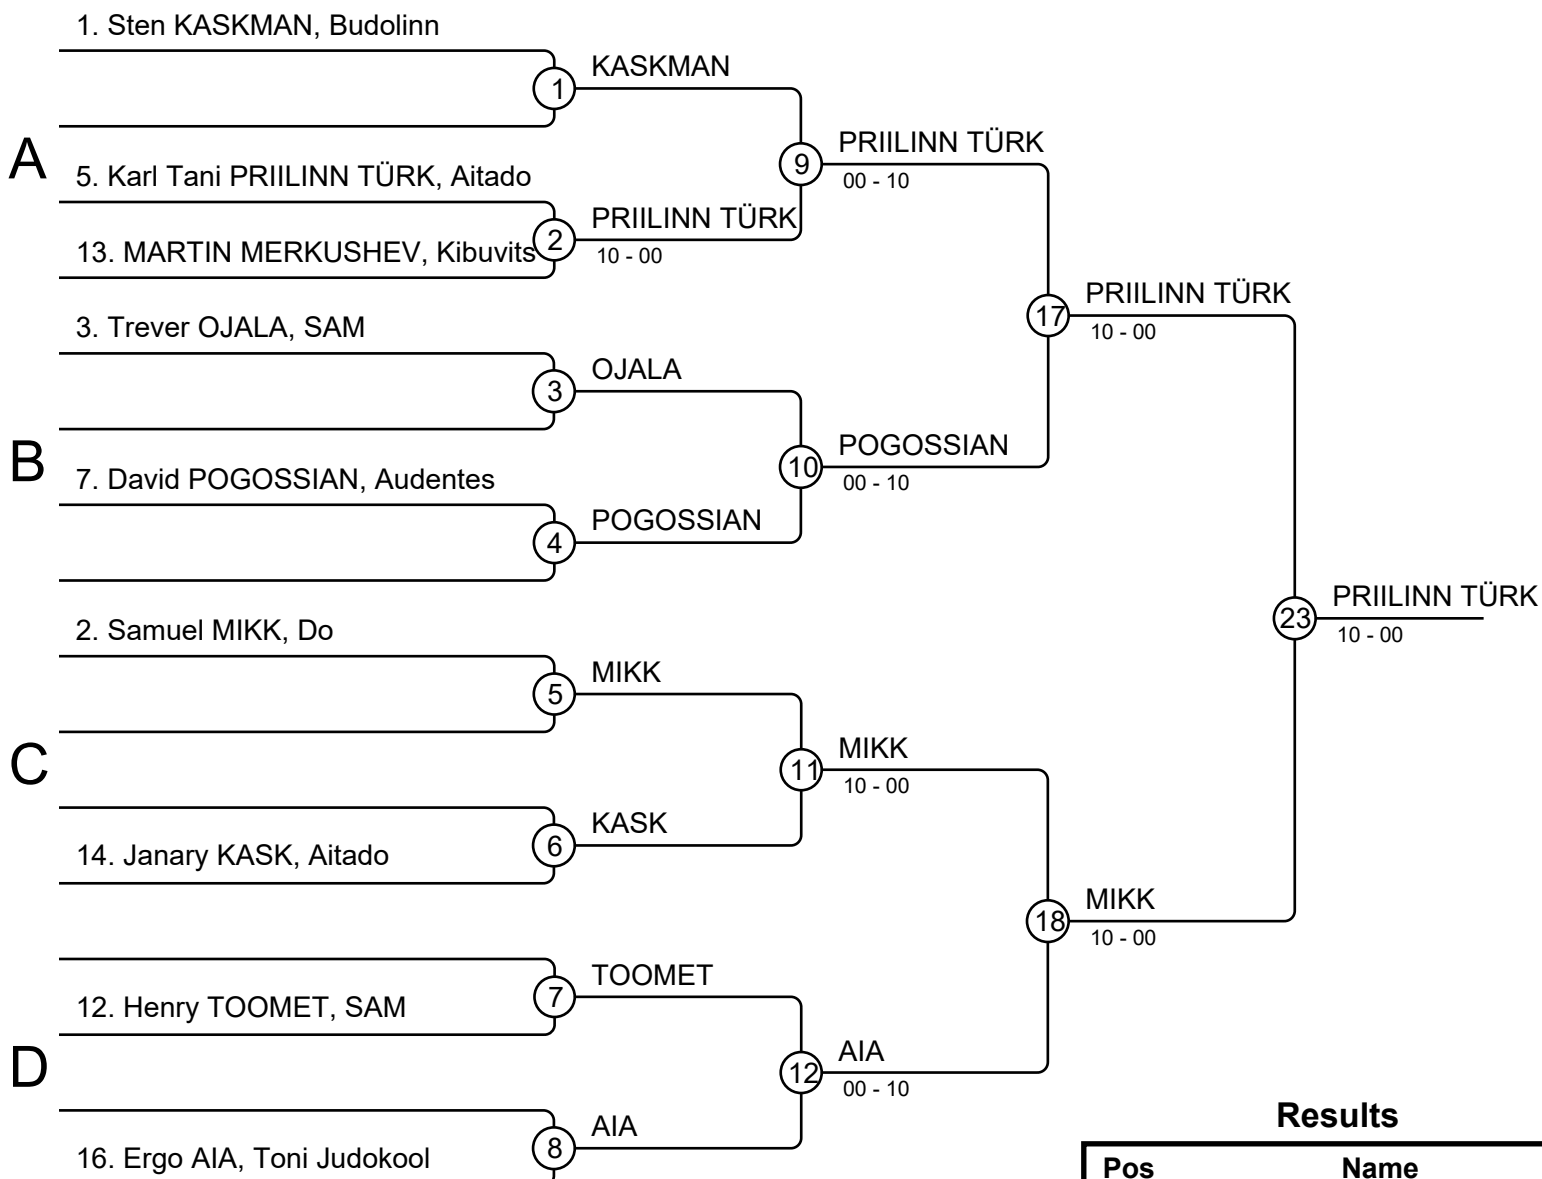 1. Sten KASKMAN, Budolinn
KASKMAN
1
A
PRIILINN TÜRK
9
00 - 10
5. Karl Tani PRIILINN TÜRK, Aitado
PRIILINN TÜRK
2
10 - 00
13. MARTIN MERKUSHEV, Kibuvits
PRIILINN TÜRK
17
10 - 00
3. Trever OJALA, SAM
OJALA
3
B
POGOSSIAN
10
00 - 10
7. David POGOSSIAN, Audentes
POGOSSIAN
4
PRIILINN TÜRK
23
10 - 00
2. Samuel MIKK, Do
MIKK
5
C
MIKK
11
10 - 00
KASK
6
14. Janary KASK, Aitado
MIKK
18
10 - 00
TOOMET
7
12. Henry TOOMET, SAM
D
AIA
12
00 - 10
AIA
8
16. Ergo AIA, Toni Judokool
Results
Pos Name